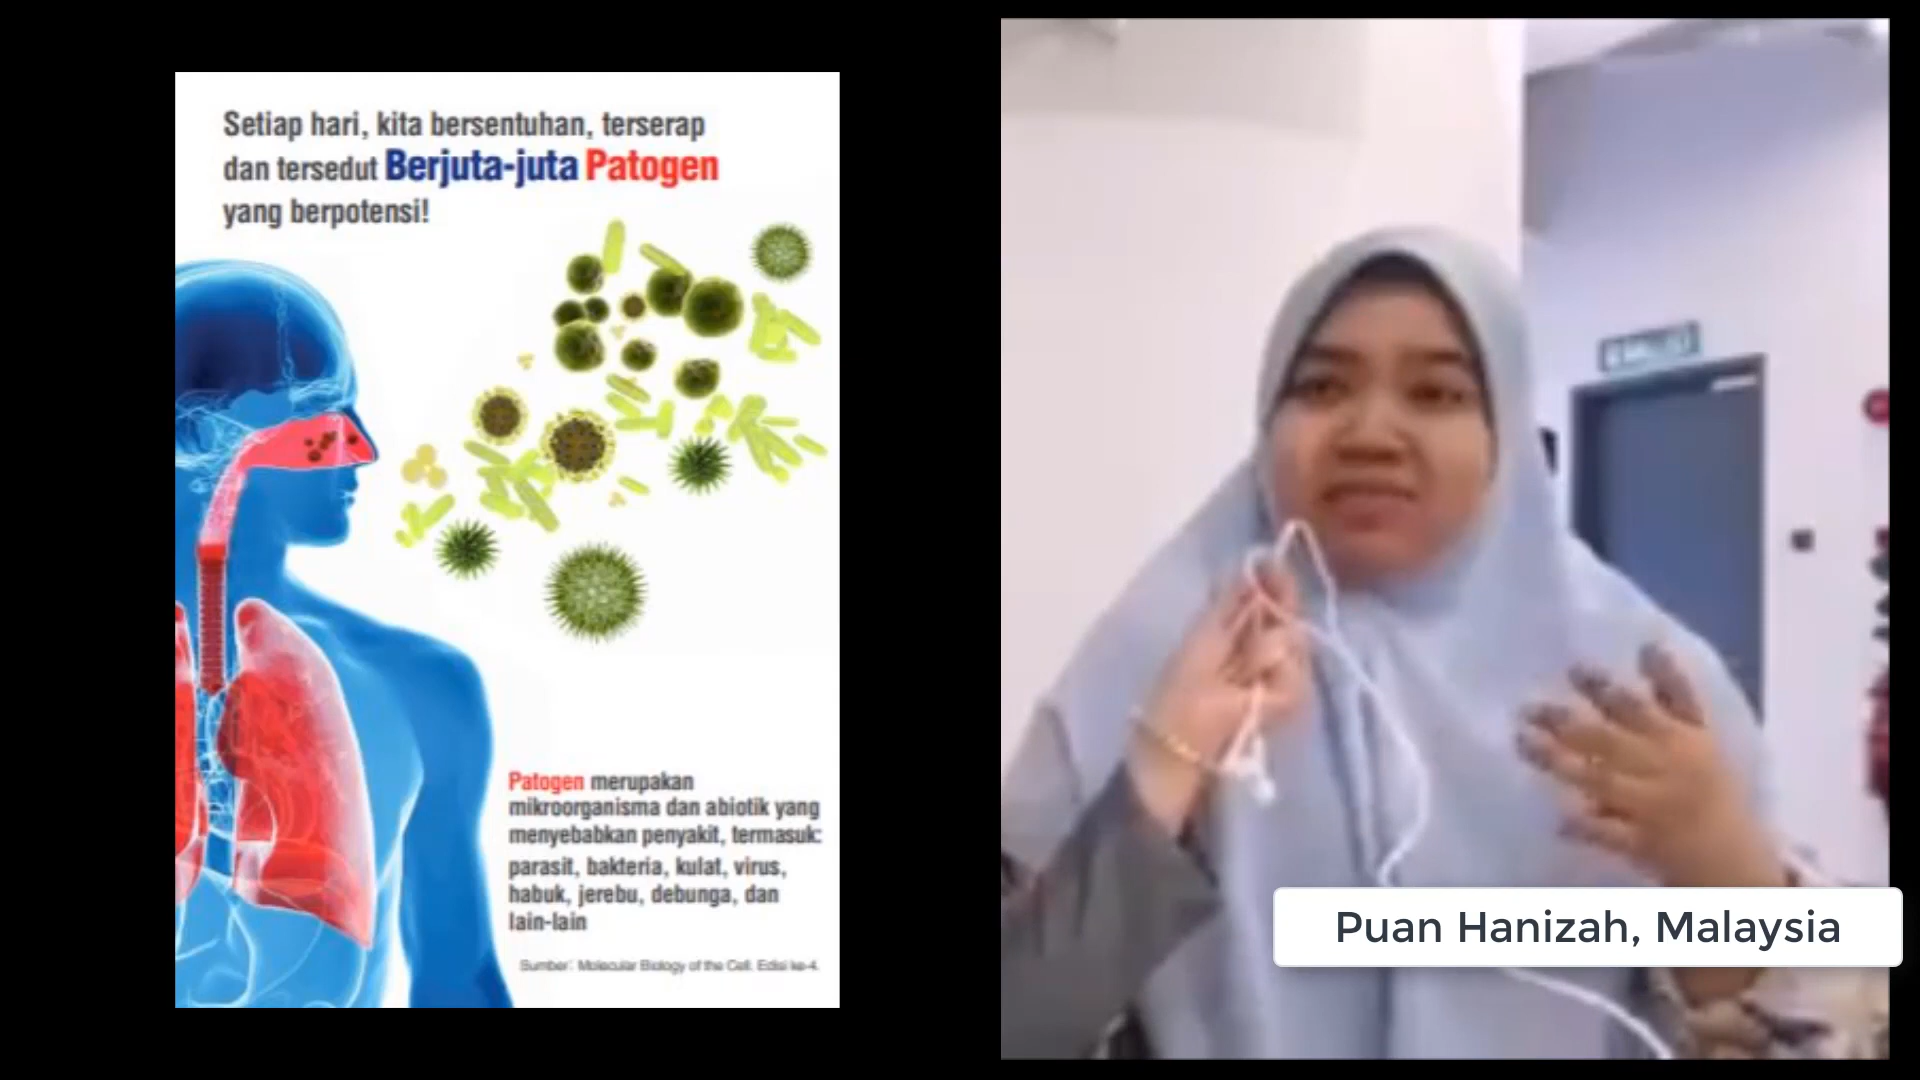 Setiap hari, kita bersentuhan, terserap
dan tersedut Berjuta-juta Patogen
yang berpotensi!
Patogen merupakan
mikroorganisma dan abiotik yang
menyebabkan penyakit, termasuk:
parasit, bakteria, kulat, virus,
habuk, jerebu, debunga, dan
lain-lain
Sumber: Molecular Biology of the Cell. Edisi ke-4.
Puan Hanizah, Malaysia